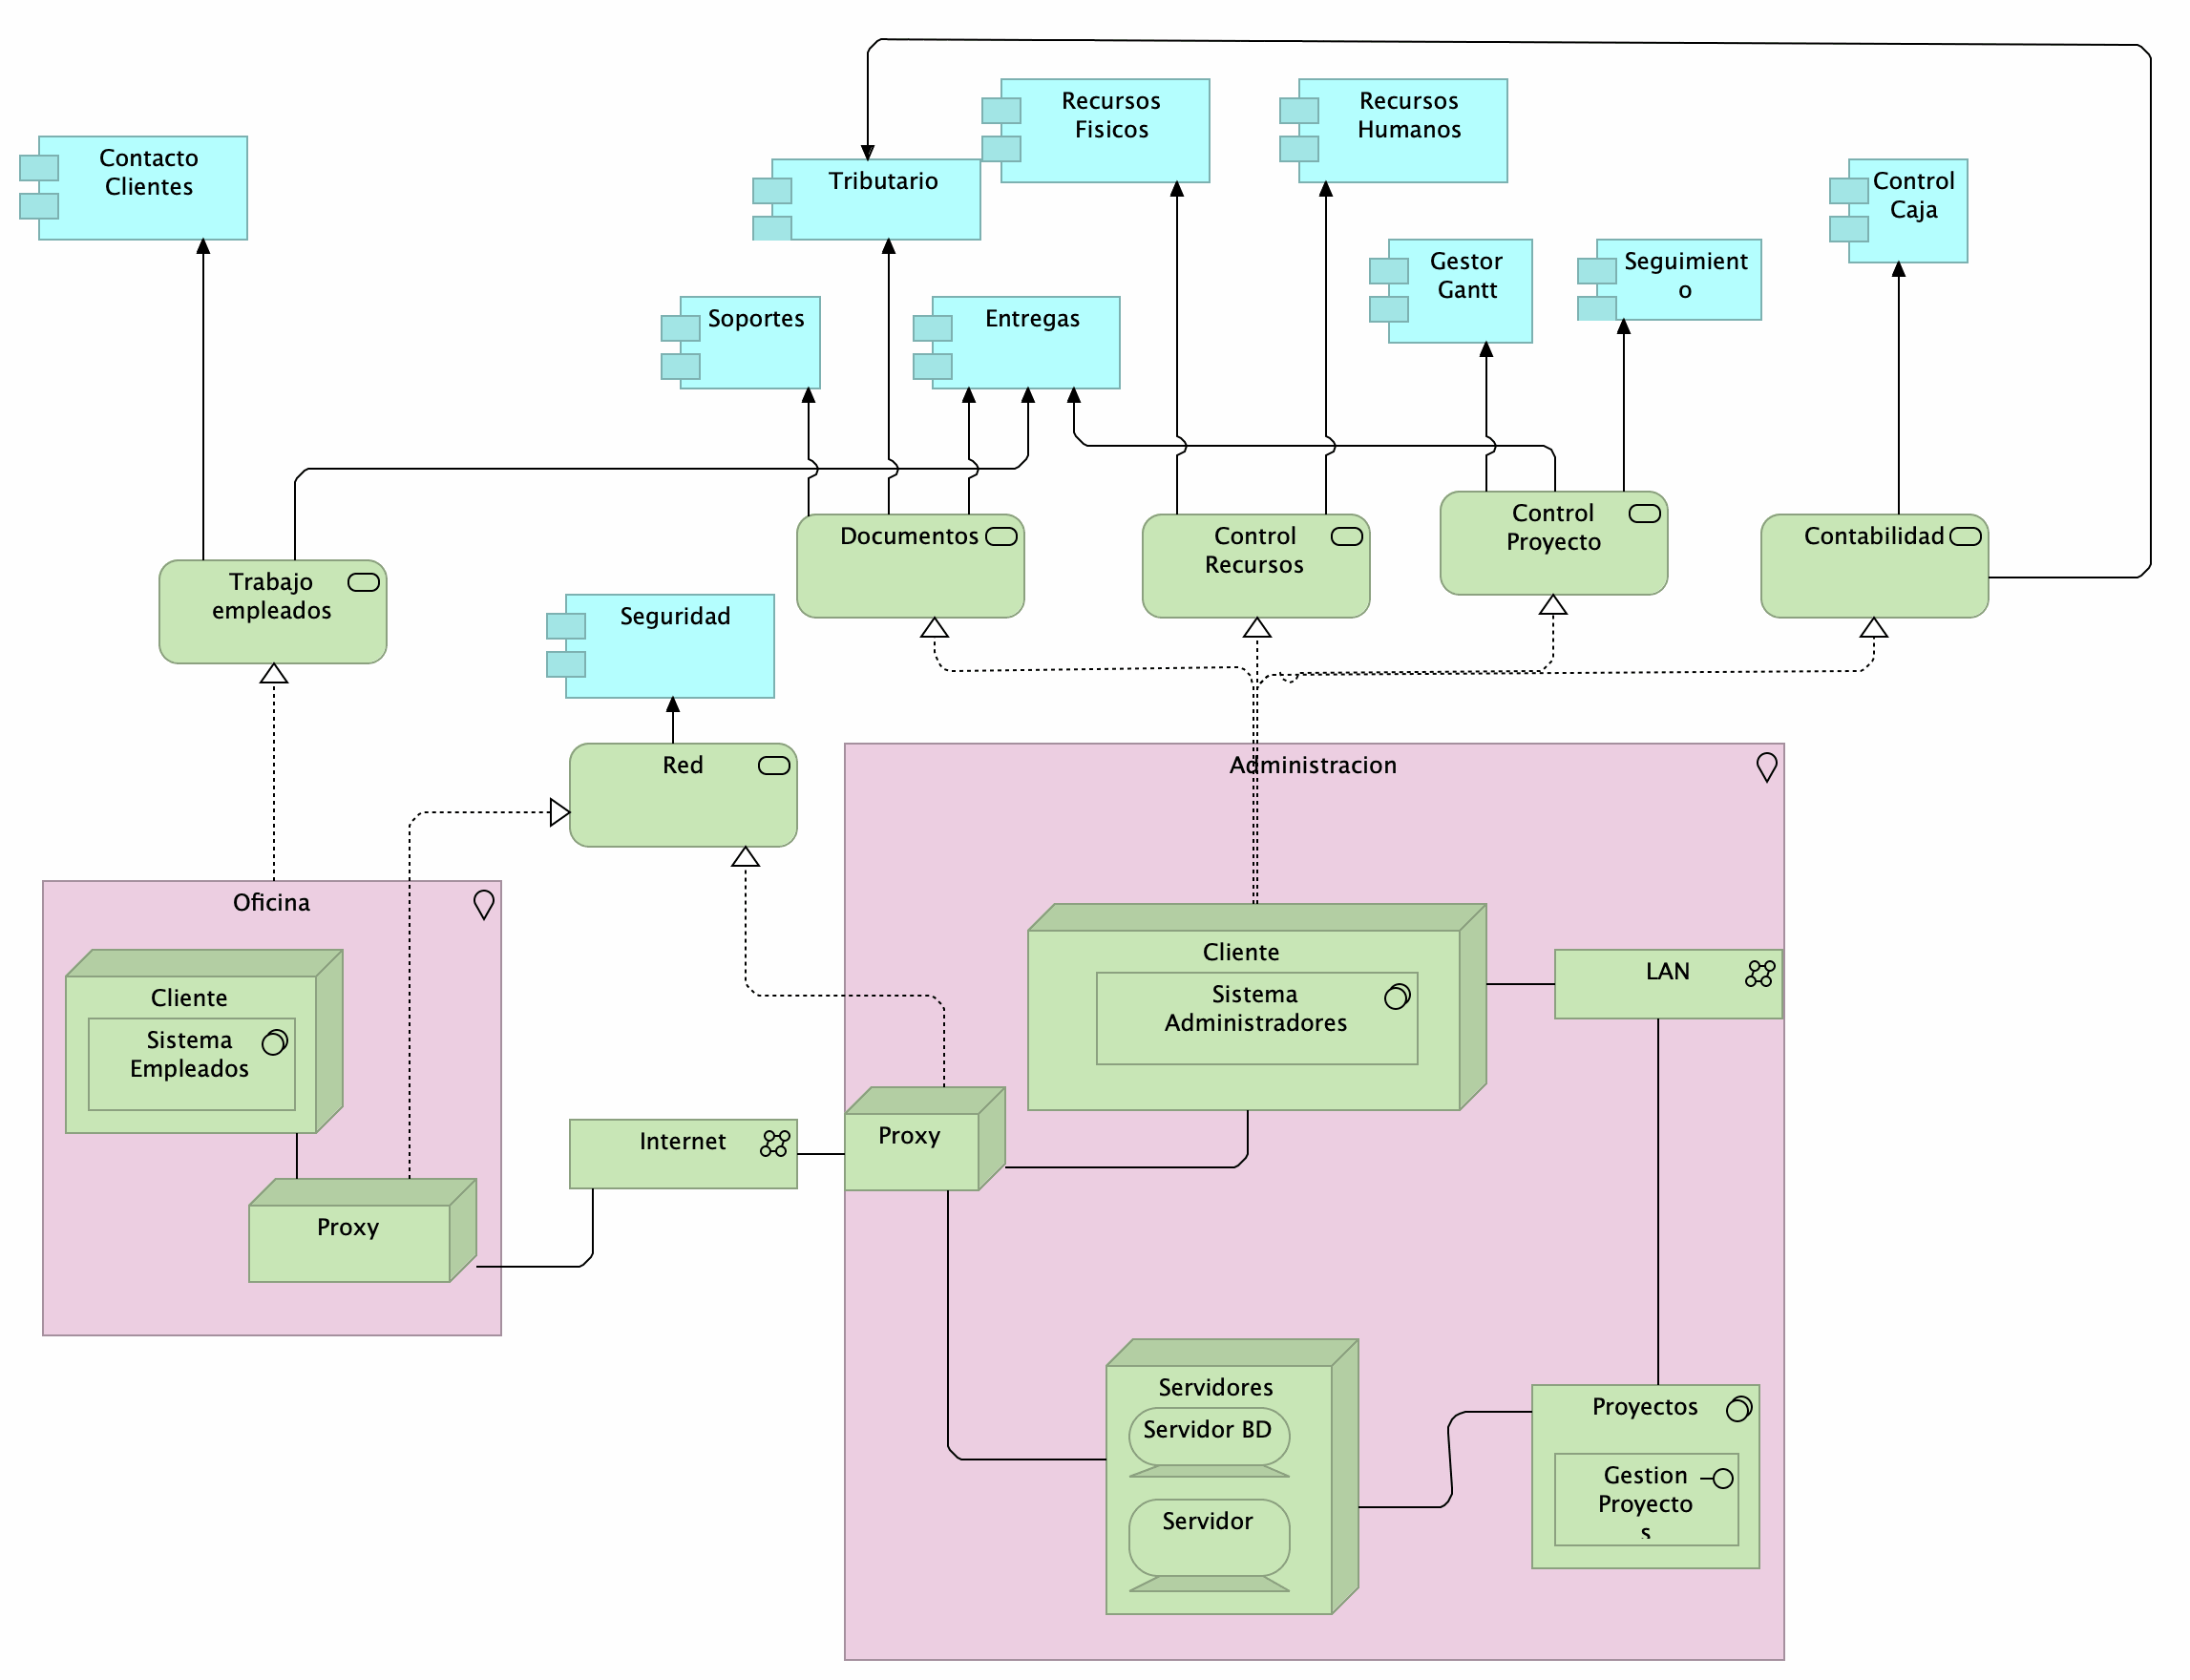 Recursos
Fisicos
Recursos
Humanos
Contacto
Clientes
Tributario
Control
Caja
Gestor
Gantt
Seguimient
o
Soportes
Entregas
Control
Proyecto
Documentos
Control
Recursos
Contabilidad
Trabajo
empleados
Seguridad
Red
Administracion
Oficina
Cliente
Sistema
Administradores
LAN
Cliente
Sistema
Empleados
Internet
Proxy
Proxy
Servidores
Servidor BD
Servidor
Proyectos
Gestion
Proyecto
s